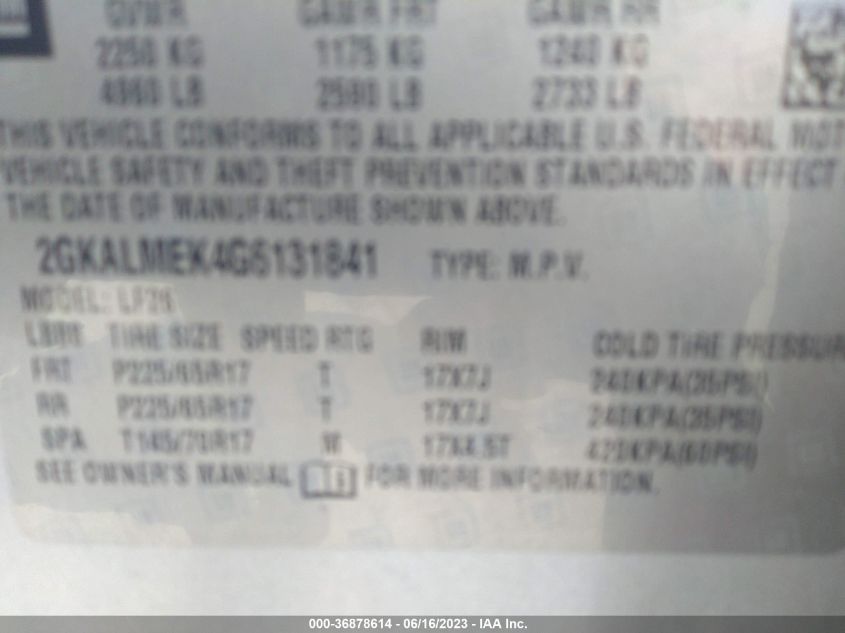 GVWR GAWR FRT GAWR RR
2250 KG 1175 KG 1240 KG
4960 LB 2590 LB 2733 LB
THIS VEHICLE CONFORMS TO ALL APPLICABLE U.S. FEDERAL MOT
VEHICLE SAFETY AND THEFT PREVENTION STANDARDS IN EFFECT
THE DATE OF MANUFACTURE SHOWN ABOVE.
2GKALMEK4G6131841 TYPE: M.P.V.
MODEL: LF26
TIRE SIZE SPEED RTG RIM COLD TIRE PRESSUR
FRT P225/65R17 T 17X7J 240KPA(35PSI)
RR P225/65R17 T 17X7J 240KPA(35PSI)
SPA T145/70R17 M 17X4.5T 420KPA(60PSI)
SEE OWNER'S MANUAL FOR MORE INFORMATION.
000-36878614 - 06/16/2023 - IAA Inc.